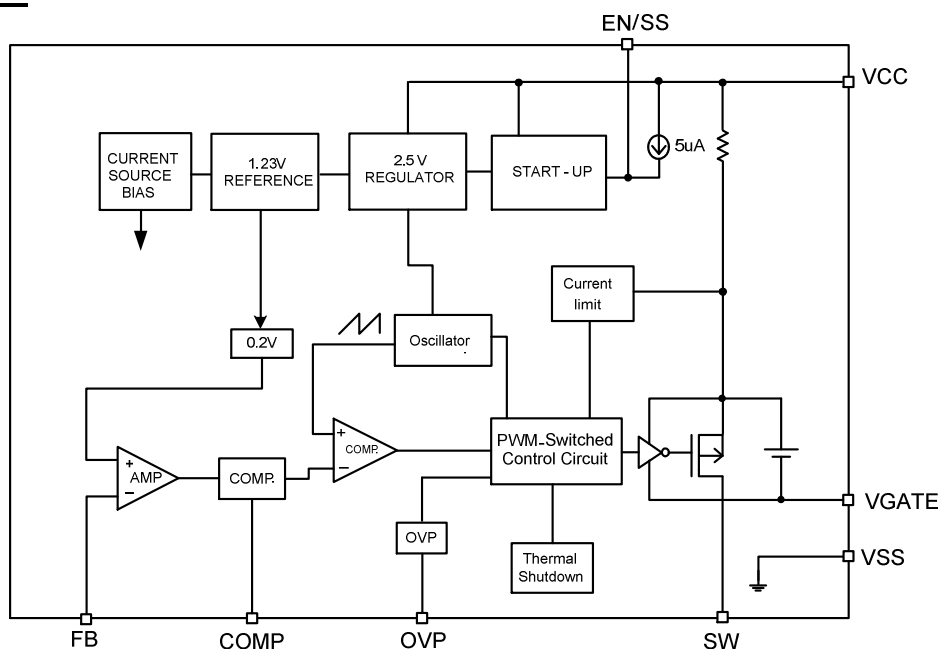 EN/SS
VCC
CURRENT
SOURCE
BIAS
1.23V
REFERENCE
2.5 V
REGULATOR
START - UP
5uA
Current
limit
0.2V
Oscillator
+
COMP.
−
PWM-Switched
Control Circuit
+
AMP
−
COMP.
OVP
Thermal
Shutdown
VGATE
VSS
FB
COMP
OVP
SW